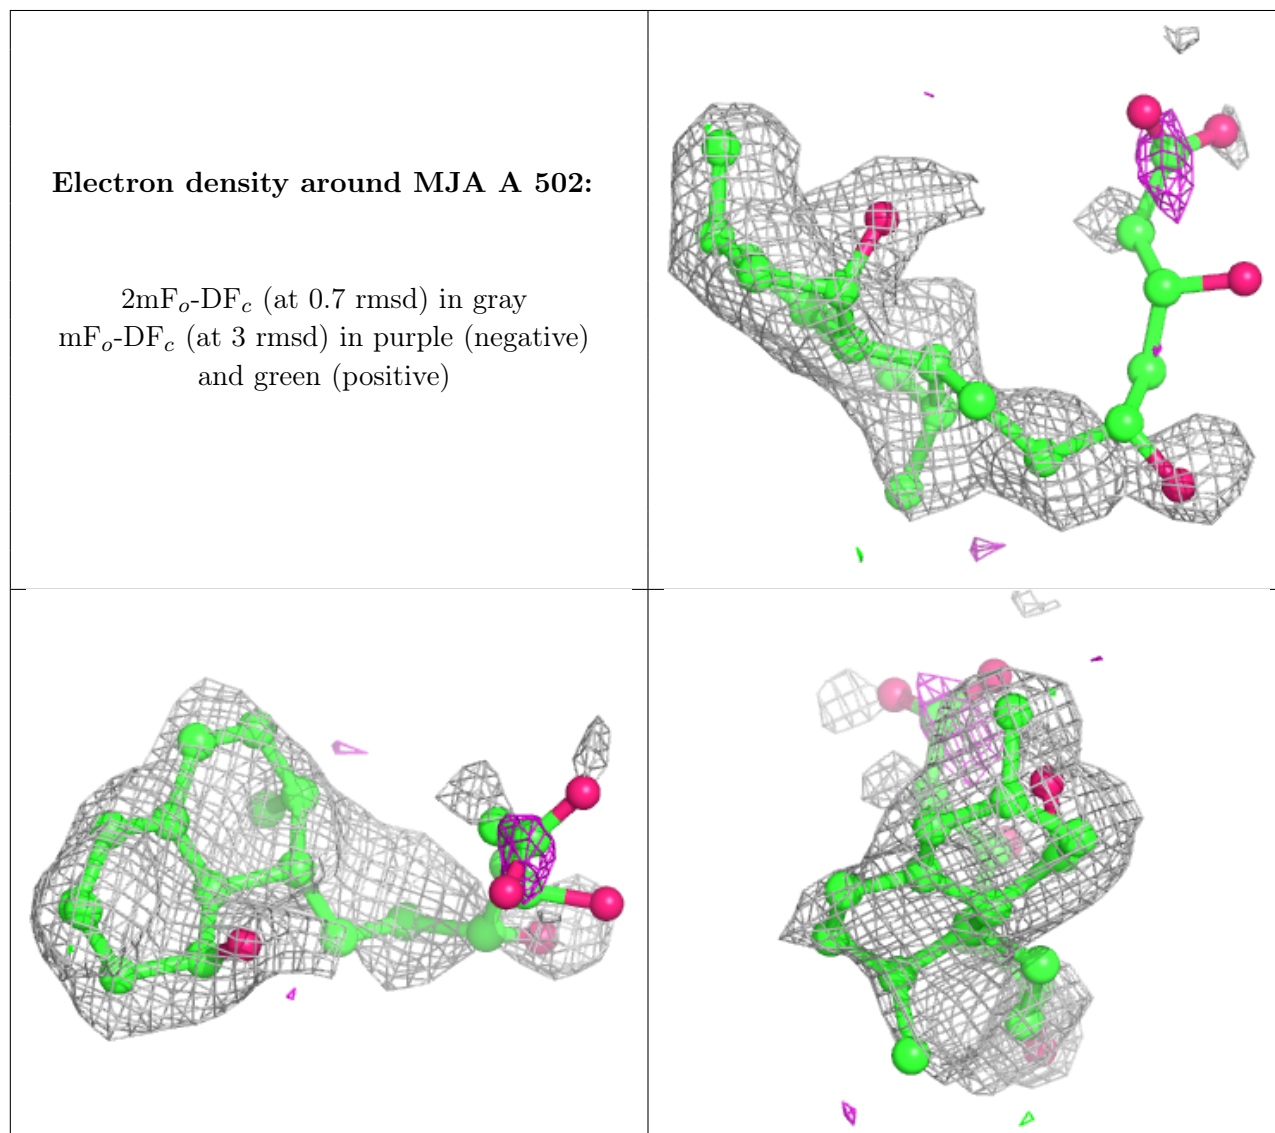 Electron density around MJA A 502:
2mFo-DFc (at 0.7 rmsd) in gray
mFo-DFc (at 3 rmsd) in purple (negative)
and green (positive)